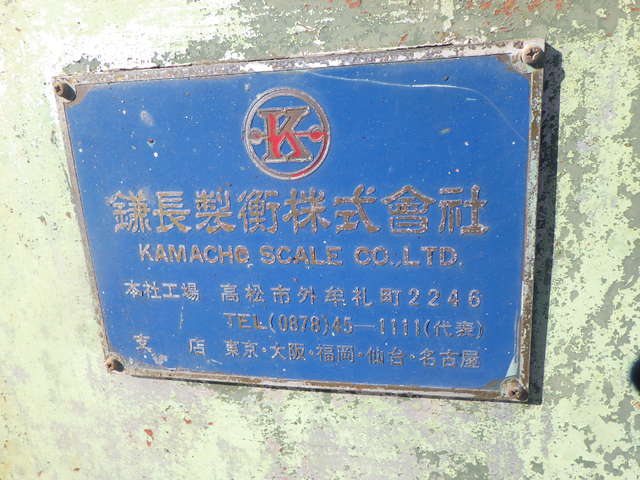 K
鎌長製衡株式會社
KAMACHO SCALE CO.,LTD.
本社工場 高松市外牟礼町2246
TEL(0878)45—1111(代表)
支店 東京・大阪・福岡・仙台・名古屋